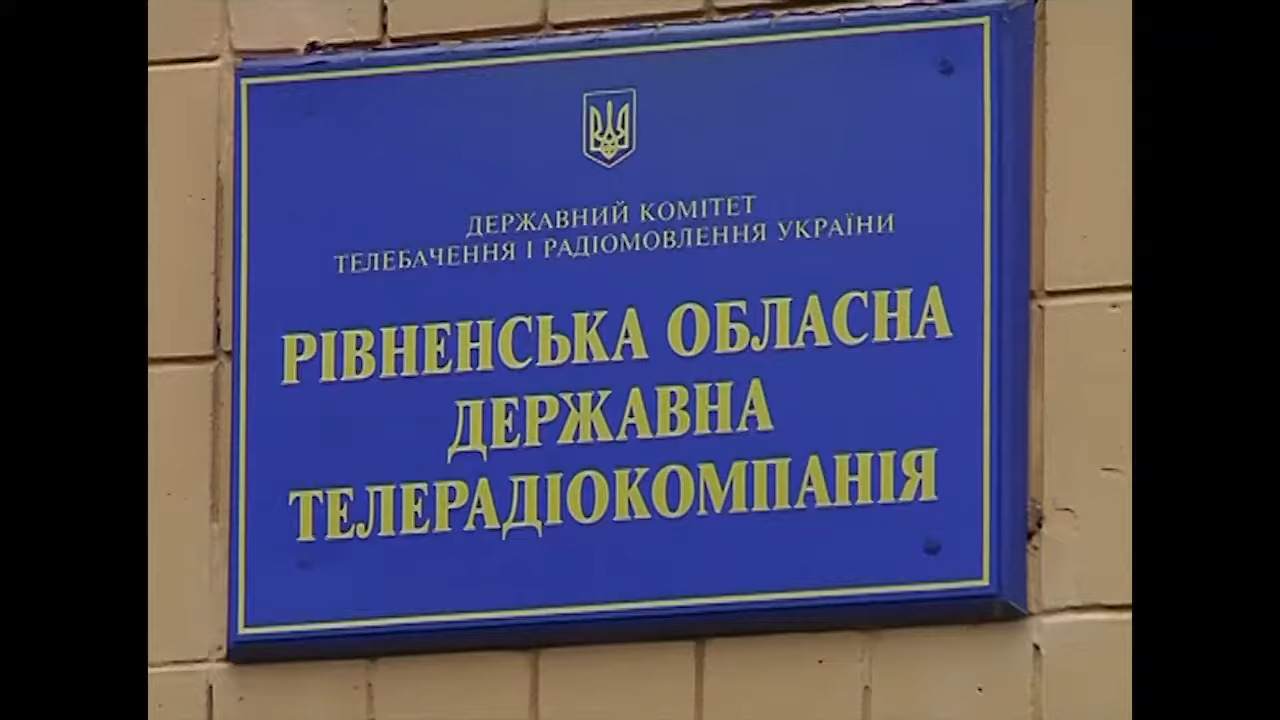 ДЕРЖАВНИЙ КОМІТЕТ
ТЕЛЕБАЧЕННЯ І РАДІОМОВЛЕННЯ УКРАЇНИ
РІВНЕНСЬКА ОБЛАСНА
ДЕРЖАВНА
ТЕЛЕРАДІОКОМПАНІЯ